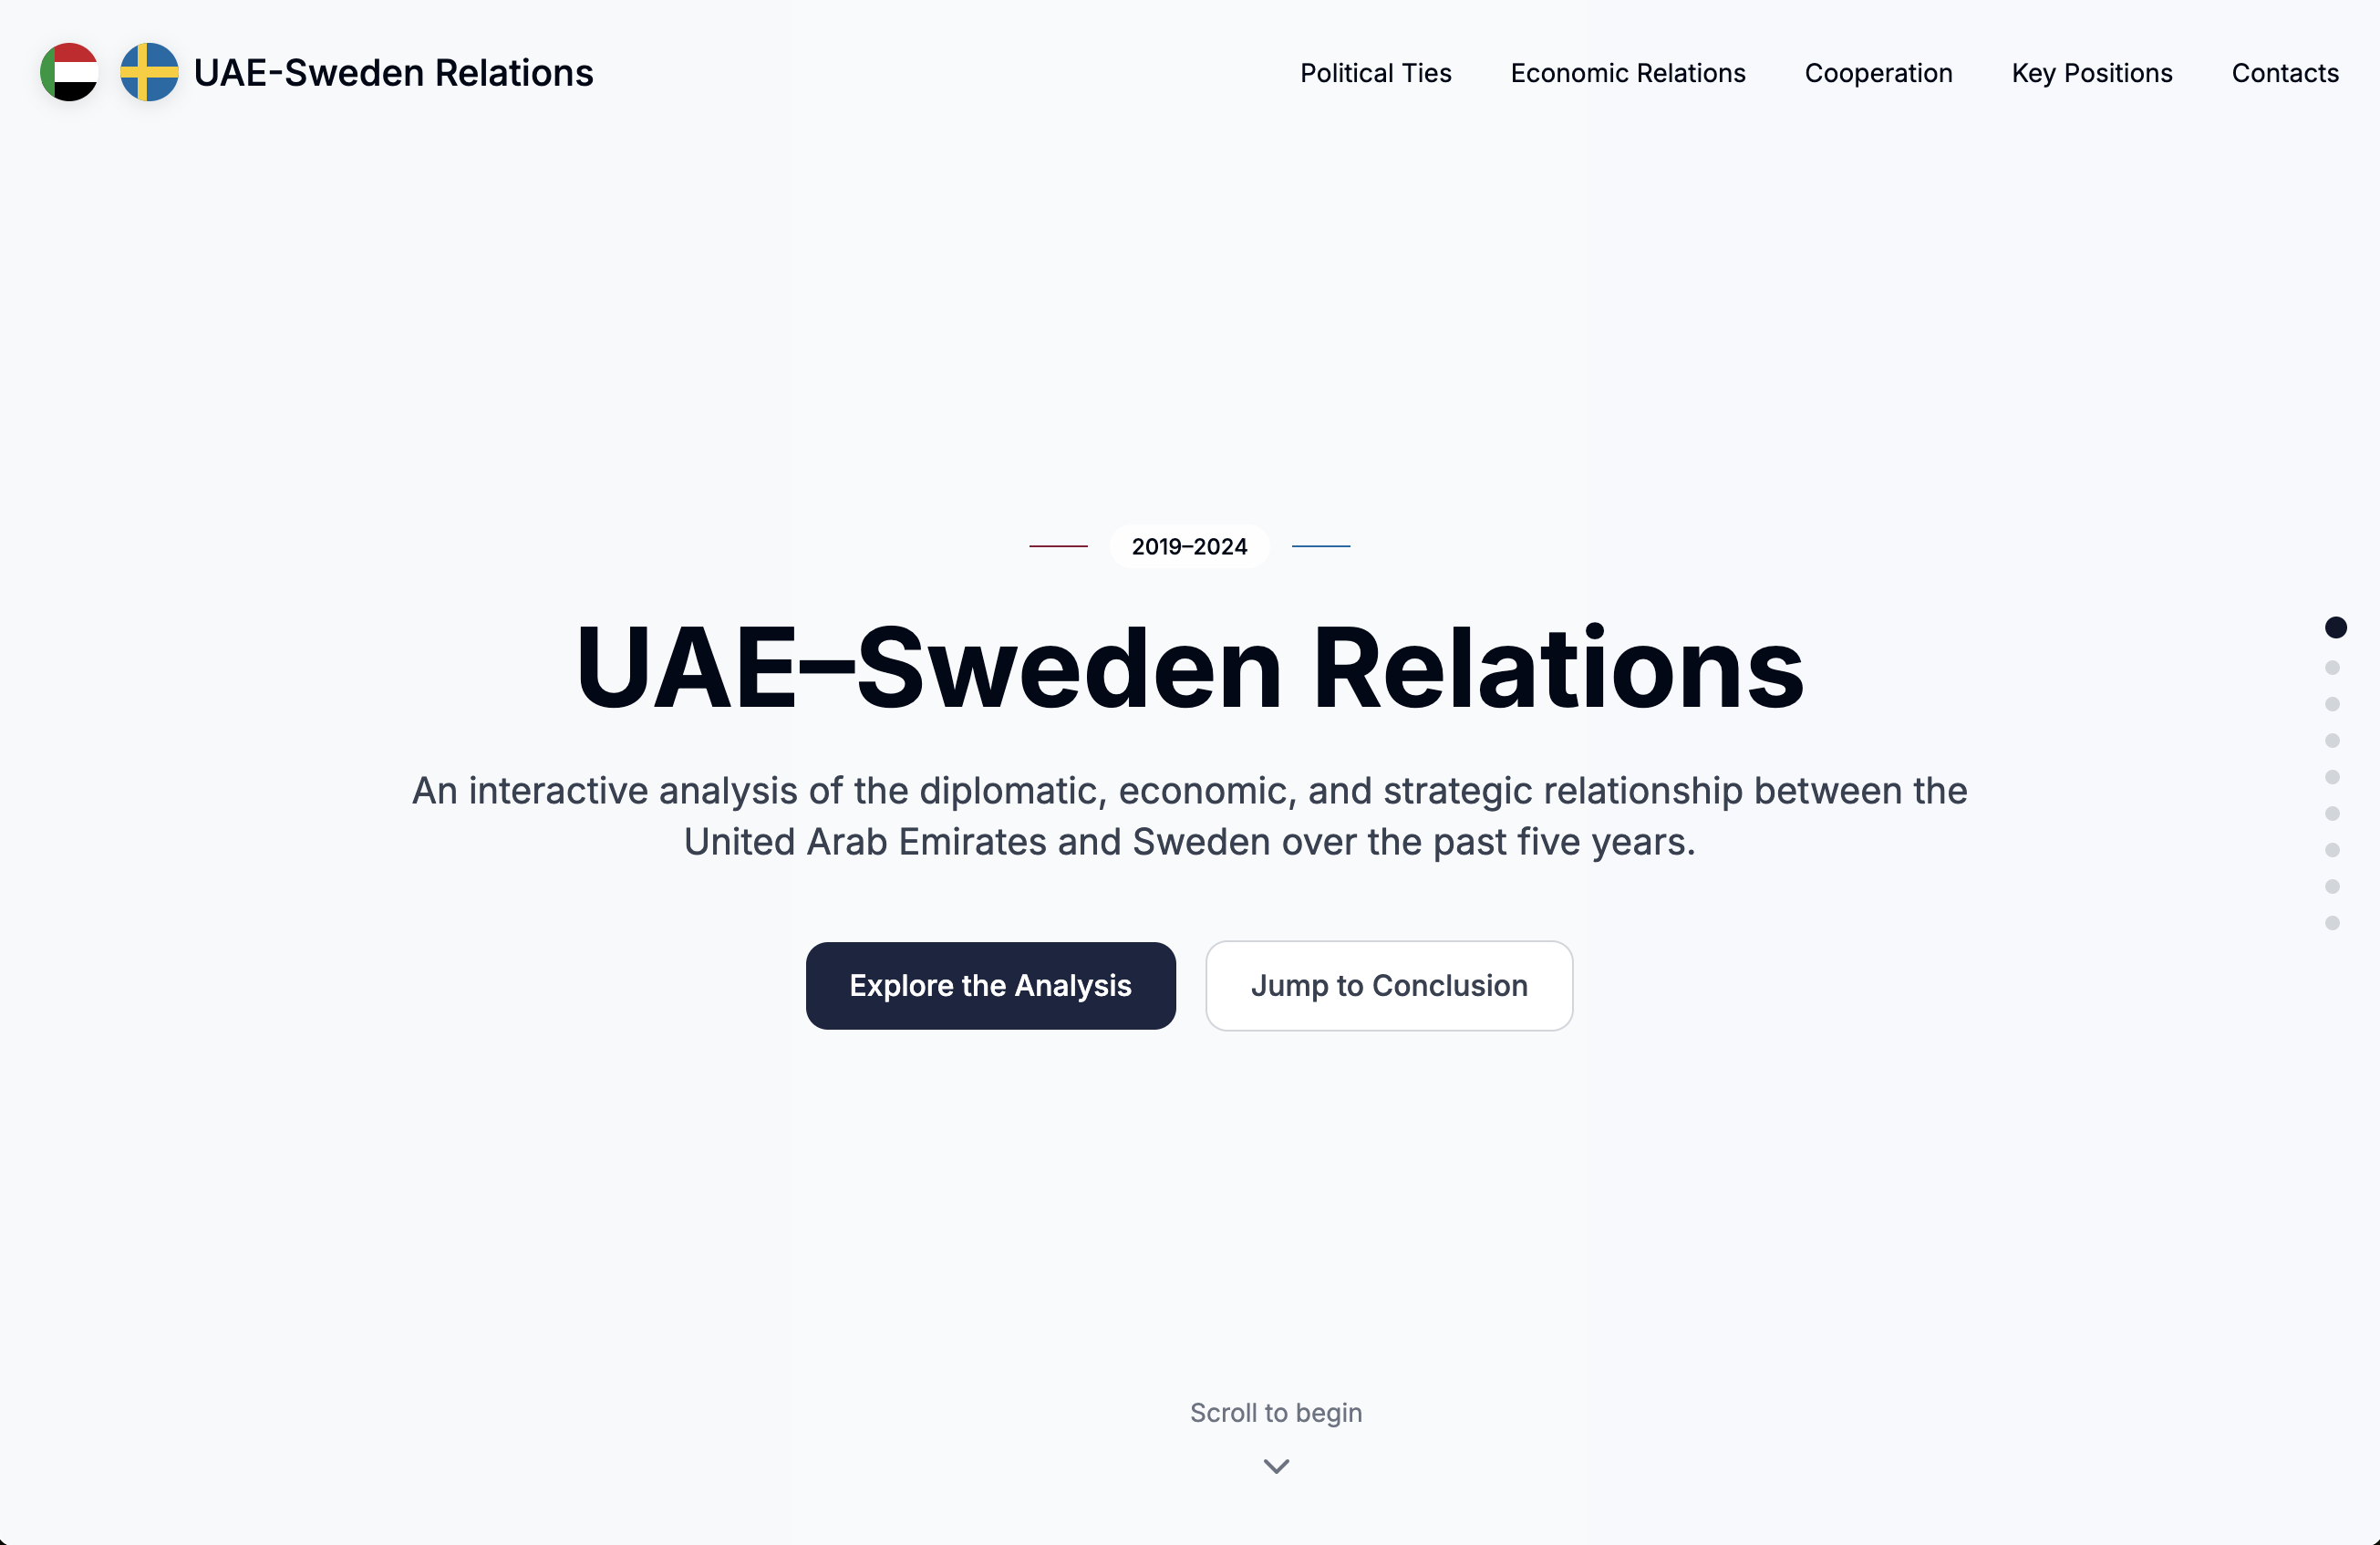 UAE-Sweden Relations
Political Ties
Economic Relations
Cooperation
Key Positions
Contacts
2019–2024
UAE–Sweden Relations
An interactive analysis of the diplomatic, economic, and strategic relationship between the
United Arab Emirates and Sweden over the past five years.
Explore the Analysis
Jump to Conclusion
Scroll to begin